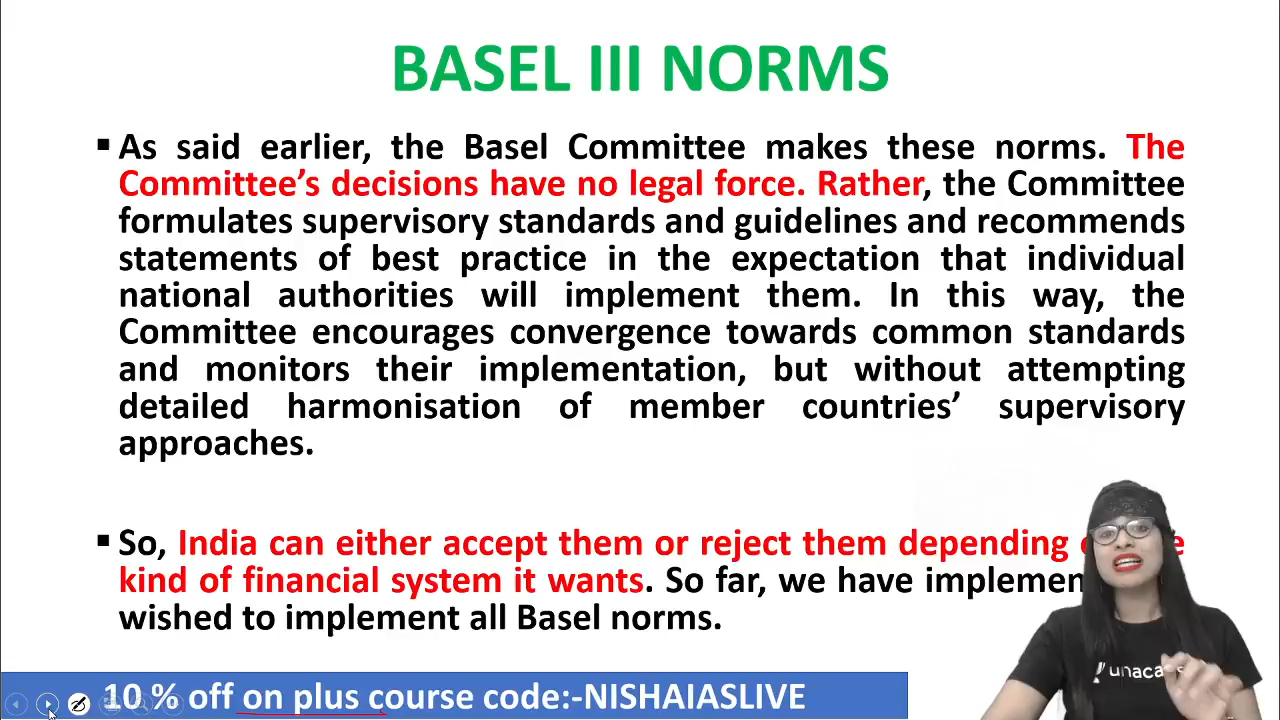 BASEL III NORMS
▪ As said earlier, the Basel Committee makes these norms. The
Committee’s decisions have no legal force. Rather, the Committee
formulates supervisory standards and guidelines and recommends
statements of best practice in the expectation that individual
national authorities will implement them. In this way, the
Committee encourages convergence towards common standards
and monitors their implementation, but without attempting
detailed harmonisation of member countries’ supervisory
approaches.
▪ So, India can either accept them or reject them depending
kind of financial system it wants. So far, we have
wished to implement all Basel norms.
10 % off on plus course code:-NISHAIASLIVE